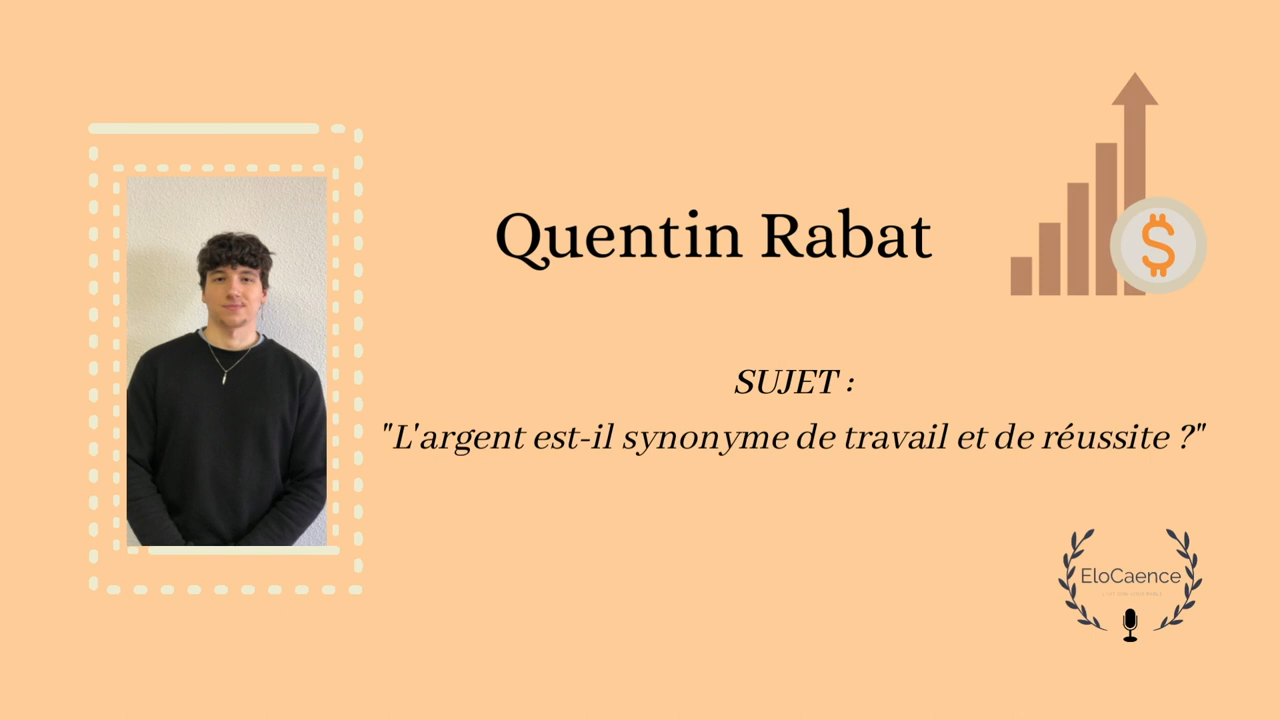 Quentin Rabat
$
SUJET :
"L'argent est-il synonyme de travail et de réussite ?"
EloCaence